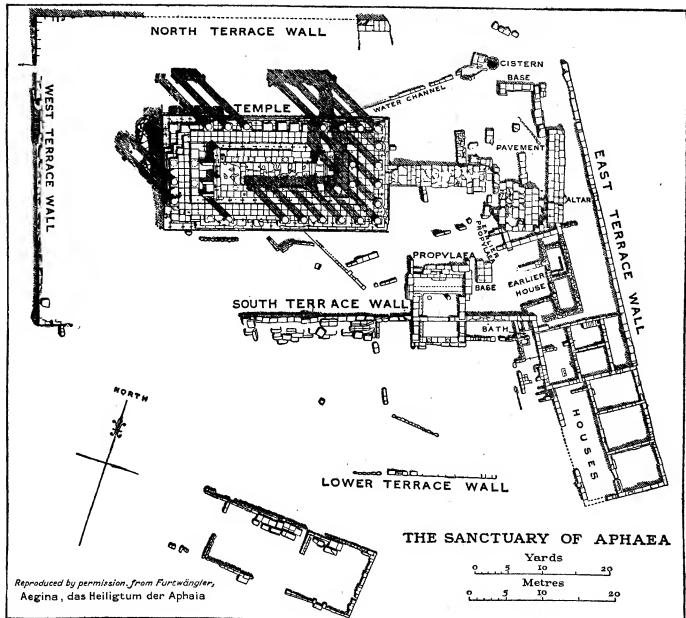 NORTH TERRACE WALL
CISTERN
BASE
TEMPLE
WATER CHANNEL
WEST TERRACE WALL
PAVEMENT
EAST TERRACE WALL
ALTAR
EARLIER
PROPYLAEA
PROPYLAEA
BASE
EARLIER
HOUSE
SOUTH TERRACE WALL
BATH
NORTH
HOUSES
LOWER TERRACE WALL
THE SANCTUARY OF APHAEA
Yards
0 5 10 20
Metres
0 5 10 20
Reproduced by permission, from Furtwängler,
Aegina, das Heiligtum der Aphaia